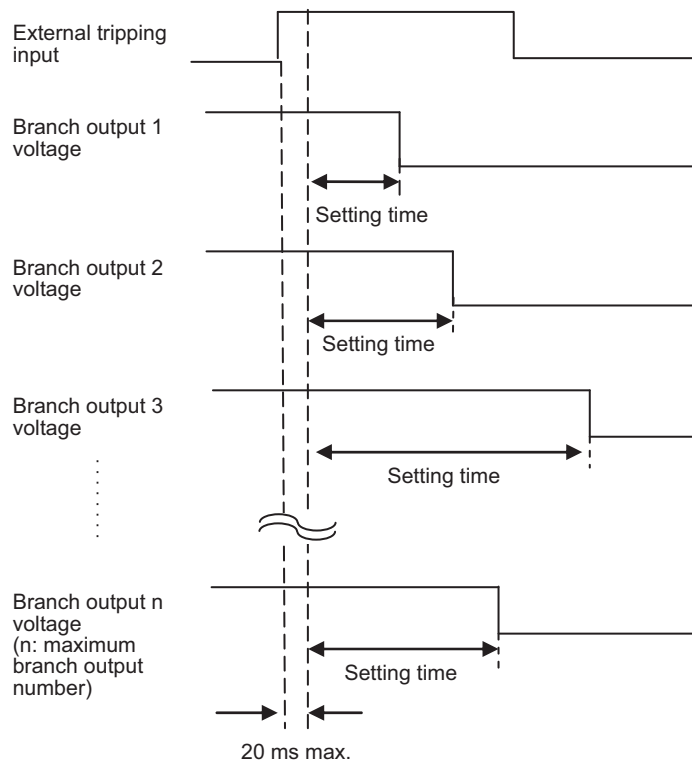 External tripping
input
Branch output 1
voltage
Setting time
Branch output 2
voltage
Setting time
Branch output 3
voltage
Setting time
Branch output n
voltage
(n: maximum
branch output
number)
Setting time
20 ms max.